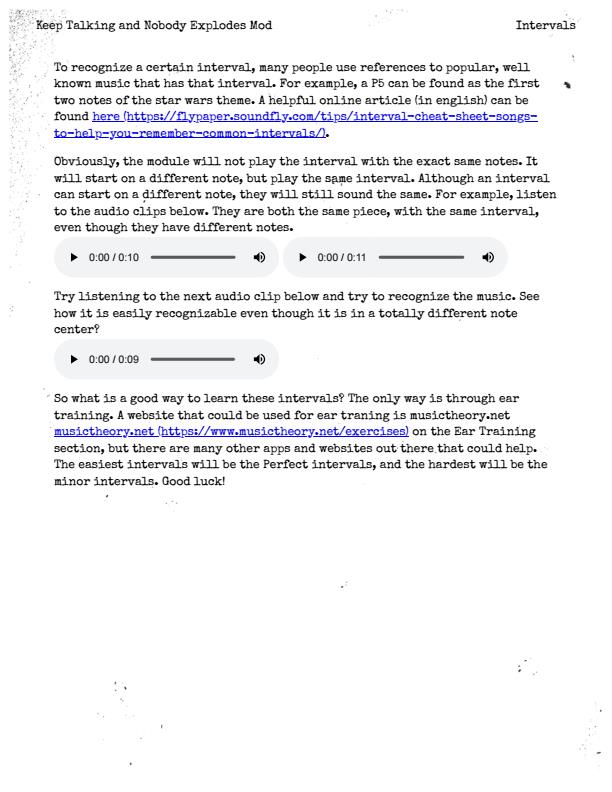 Keep Talking and Nobody Explodes Mod Intervals
To recognize a certain interval, many people use references to popular, well
known music that has that interval. For example, a P5 can be found as the first
two notes of the star wars theme. A helpful online article (in english) can be
found here (https://flypaper.soundfly.com/tips/interval-cheat-sheet-songs-
to-help-you-remember-common-intervals/).
Obviously, the module will not play the interval with the exact same notes. It
will start on a different note, but play the same interval. Although an interval
can start on a different note, they will still sound the same. For example, listen
to the audio clips below. They are both the same piece, with the same interval,
even though they have different notes.
0:00 / 0:10 0:00 / 0:11
Try listening to the next audio clip below and try to recognize the music. See
how it is easily recognizable even though it is in a totally different note
center?
0:00 / 0:09
So what is a good way to learn these intervals? The only way is through ear
training. A website that could be used for ear traning is musictheory.net
musictheory.net (https://www.musictheory.net/exercises) on the Ear Training
section, but there are many other apps and websites out there that could help.
The easiest intervals will be the Perfect intervals, and the hardest will be the
minor intervals. Good luck!